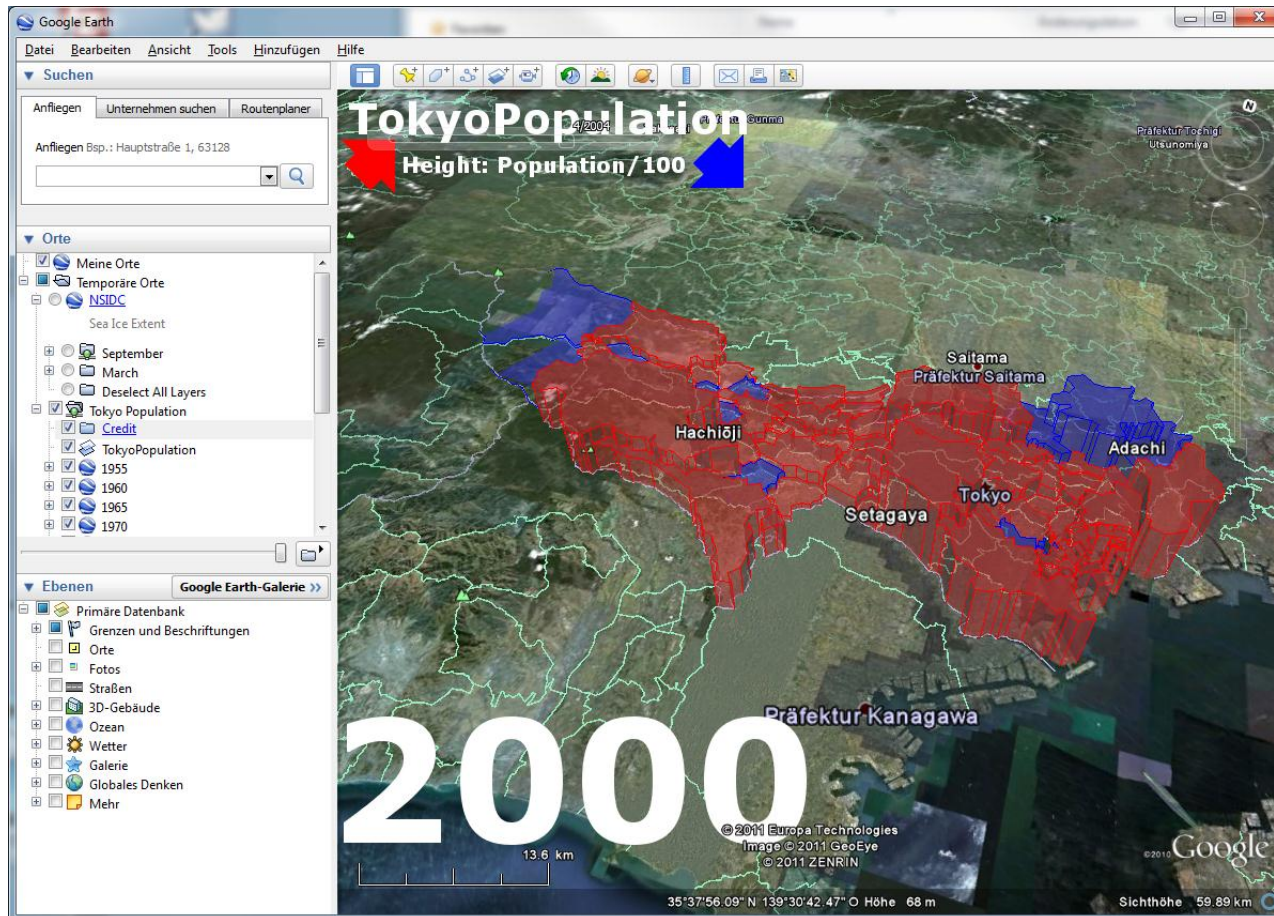 Google Earth
Datei Bearbeiten Ansicht Tools Hinzufügen Hilfe
Suchen
Anfliegen Unternehmen suchen Routenplaner
Anfliegen Bsp.: Hauptstraße 1, 63128
Orte
Meine Orte
Temporäre Orte
NSIDC
Sea Ice Extent
September
March
Deselect All Layers
Tokyo Population
Credit
TokyoPopulation
1955
1960
1965
1970
Ebenen Google Earth-Galerie >>
Primäre Datenbank
Grenzen und Beschriftungen
Orte
Fotos
Straßen
3D-Gebäude
Ozean
Wetter
Galerie
Globales Denken
Mehr
TokyoPopulation
4/2004
Height: Population/100
N
Präfektur Tochigi
Utsunomiya
Saitama
Präfektur Saitama
Hachiōji
Adachi
Tokyo
Setagaya
Präfektur Kanagawa
2000
© 2011 Europa Technologies
Image © 2011 GeoEye
© 2011 ZENRIN
13.6 km
©2010 Google
35°37'56.09" N 139°30'42.47" O Höhe 68 m
Sichthöhe 59.89 km